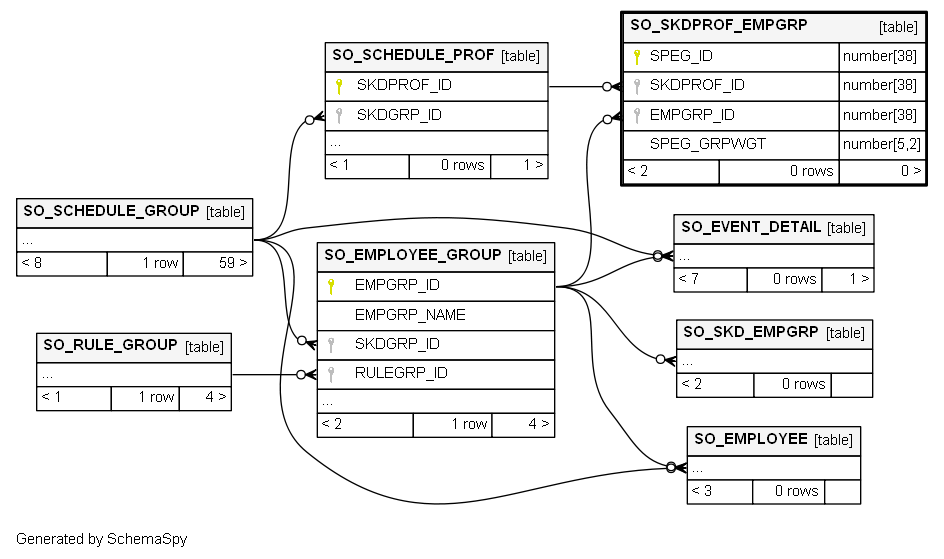 SO_SKDPROF_EMPGRP [table]
SPEG_ID number[38]
SKDPROF_ID number[38]
EMPGRP_ID number[38]
SPEG_GRPWGT number[5,2]
< 2 0 rows 0 >
SO_SCHEDULE_PROF [table]
SKDPROF_ID
SKDGRP_ID
...
< 1 0 rows 1 >
SO_SCHEDULE_GROUP [table]
...
< 8 1 row 59 >
SO_EMPLOYEE_GROUP [table]
EMPGRP_ID
EMPGRP_NAME
SKDGRP_ID
RULEGRP_ID
...
< 2 1 row 4 >
SO_EVENT_DETAIL [table]
...
< 7 0 rows 1 >
SO_RULE_GROUP [table]
...
< 1 1 row 4 >
SO_SKD_EMPGRP [table]
...
< 2 0 rows
SO_EMPLOYEE [table]
...
< 3 0 rows
Generated by SchemaSpy